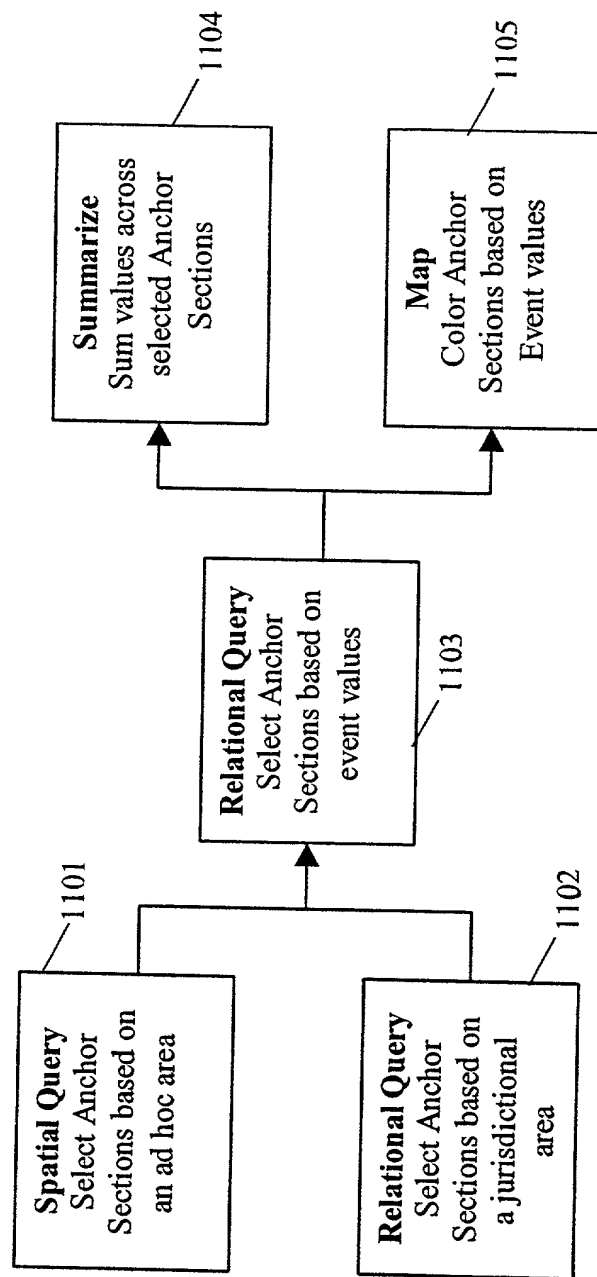 Spatial Query
Select Anchor
Sections based on
an ad hoc area
1101
Relational Query
Select Anchor
Sections based on
a jurisdictional
area
1102
Relational Query
Select Anchor
Sections based on
event values
1103
Summarize
Sum values across
selected Anchor
Sections
1104
Map
Color Anchor
Sections based on
Event values
1105